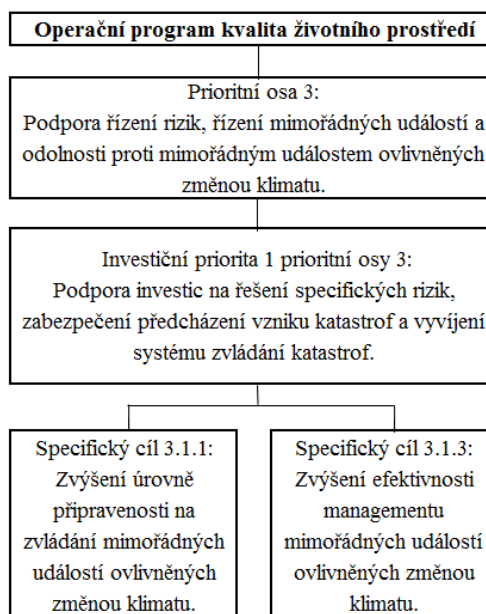 Operační program kvalita životního prostředí
Prioritní osa 3:
Podpora řízení rizik, řízení mimořádných událostí a
odolnosti proti mimořádným událostem ovlivněných
změnou klimatu.
Investiční priorita 1 prioritní osy 3:
Podpora investic na řešení specifických rizik,
zabezpečení předcházení vzniku katastrof a vyvíjení
systému zvládání katastrof.
Specifický cíl 3.1.1:
Zvýšení úrovně
připravenosti na
zvládání mimořádných
událostí ovlivněných
změnou klimatu.
Specifický cíl 3.1.3:
Zvýšení efektivnosti
managementu
mimořádných událostí
ovlivněných změnou
klimatu.